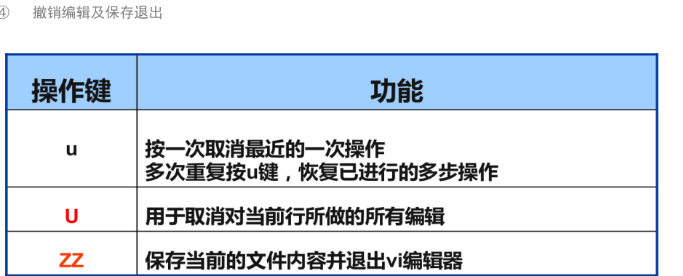 ④ 撤销编辑及保存退出
操作键 功能
u 按一次取消最近的一次操作
多次重复按u键，恢复已进行的多步操作
U 用于取消对当前行所做的所有编辑
ZZ 保存当前的文件内容并退出vi编辑器